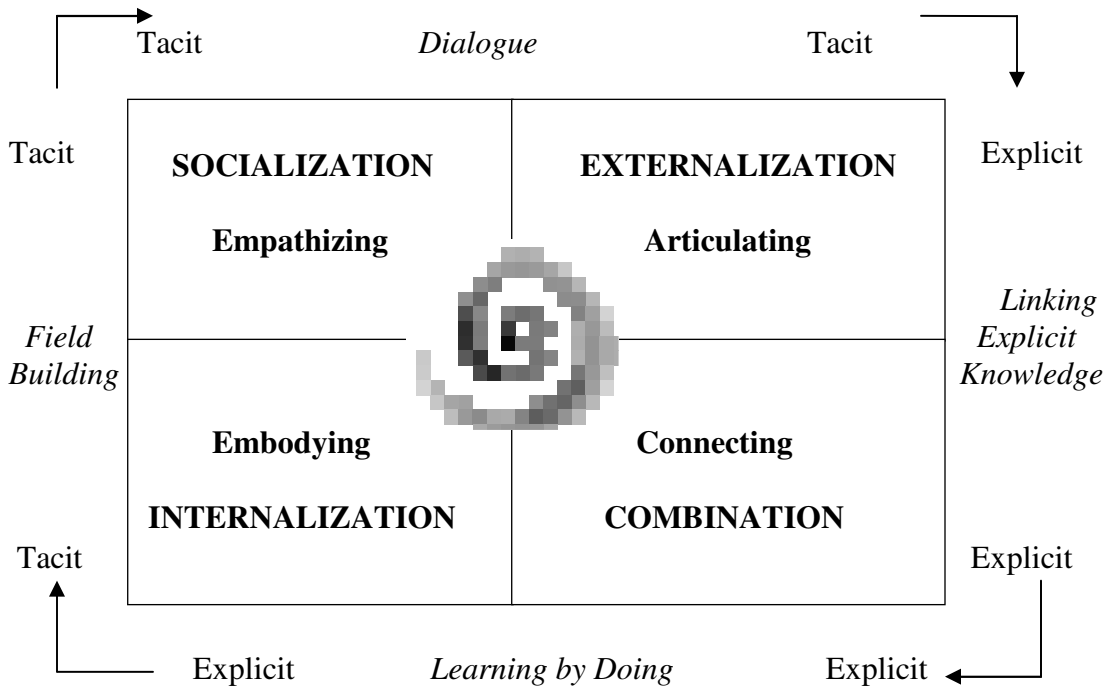 Tacit Dialogue Tacit
Tacit Explicit
SOCIALIZATION EXTERNALIZATION
Empathizing Articulating
Field
Building
Linking
Explicit
Knowledge
Embodying Connecting
INTERNALIZATION COMBINATION
Tacit Explicit
Explicit Learning by Doing Explicit